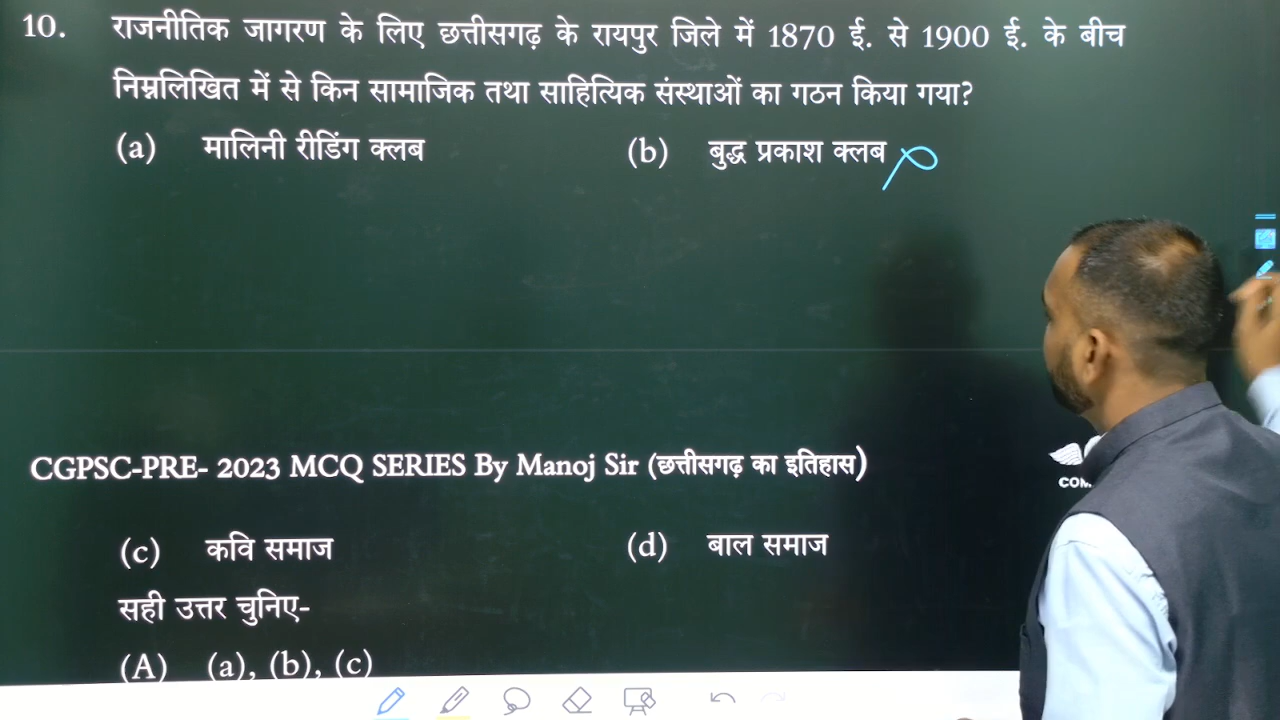 10. राजनीतिक जागरण के लिए छत्तीसगढ़ के रायपुर जिले में 1870 ई. से 1900 ई. के बीच
निम्नलिखित में से किन सामाजिक तथा साहित्यिक संस्थाओं का गठन किया गया?
(a) मालिनी रीडिंग क्लब (b) बुद्ध प्रकाश क्लब
CGPSC-PRE- 2023 MCQ SERIES By Manoj Sir (छत्तीसगढ़ का इतिहास)
COM
(c) कवि समाज (d) बाल समाज
सही उत्तर चुनिए-
(A) (a), (b), (c)